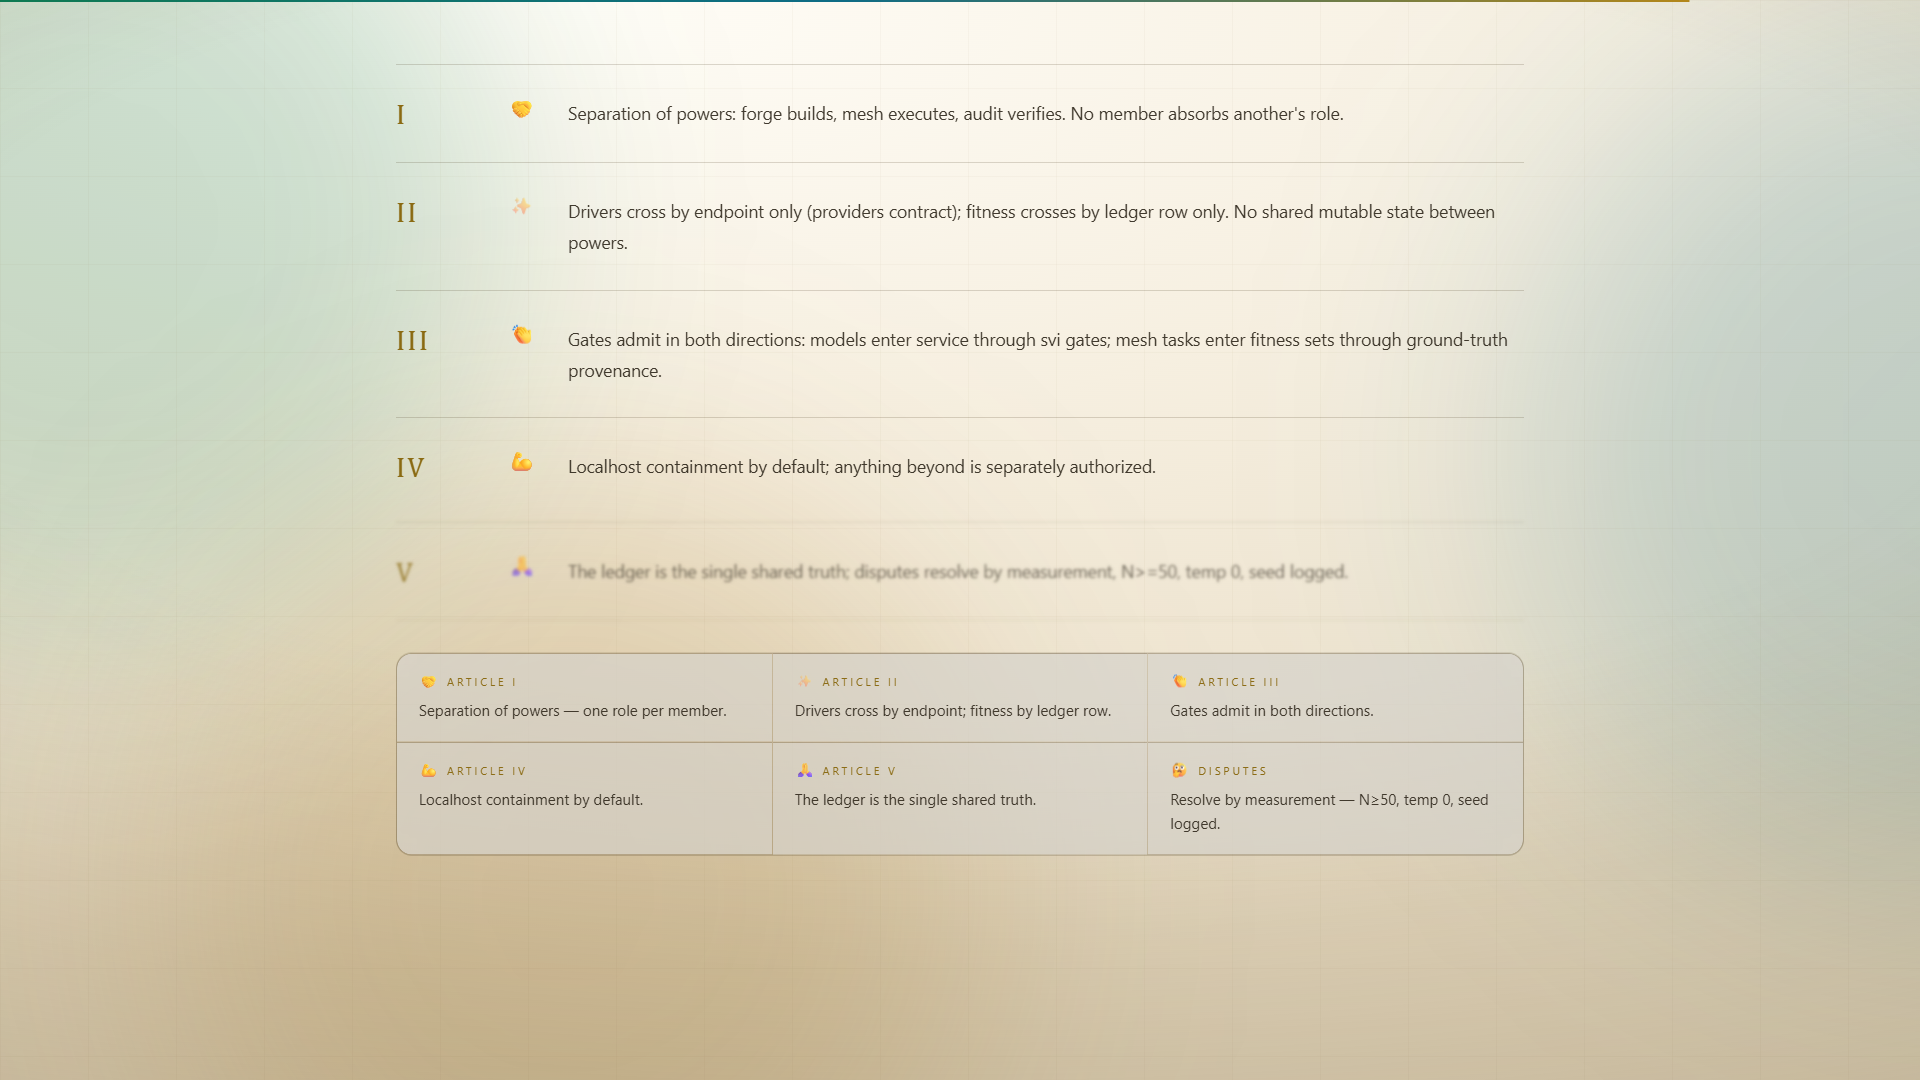 I
Separation of powers: forge builds, mesh executes, audit verifies. No member absorbs another's role.
II
Drivers cross by endpoint only (providers contract); fitness crosses by ledger row only. No shared mutable state between
powers.
III
Gates admit in both directions: models enter service through svi gates; mesh tasks enter fitness sets through ground-truth
provenance.
IV
Localhost containment by default; anything beyond is separately authorized.
V
The ledger is the single shared truth; disputes resolve by measurement, N>=50, temp 0, seed logged.
ARTICLE I
Separation of powers — one role per member.
ARTICLE II
Drivers cross by endpoint; fitness by ledger row.
ARTICLE III
Gates admit in both directions.
ARTICLE IV
Localhost containment by default.
ARTICLE V
The ledger is the single shared truth.
DISPUTES
Resolve by measurement — N≥50, temp 0, seed
logged.